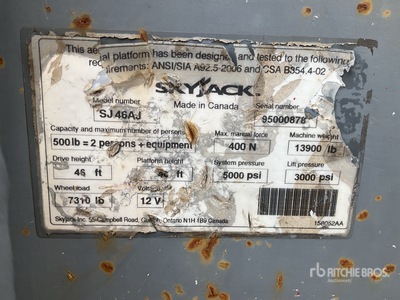 This aerial platform has been designed and tested to the following
requirements: ANSI/SIA A92.5-2006 and CSA B354.4-02
SKYJACK
Made in Canada
Model number
Serial number
SJ46AJ
95000878
Capacity and maximum number of persons
Max. manual force
Machine weight
500 lb = 2 persons + equipment
400 N
13900 lb
Drive height
Platform height
System pressure
Lift pressure
46 ft
ft
5000 psi
3000 psi
Wheel road
Voltage
7310 lb
12 V
Skyjack Inc. 55 Campbell Road, Guelph, Ontario N1H 1B9 Canada
158052AA
rb RITCHIE BROS.
Auctioneers